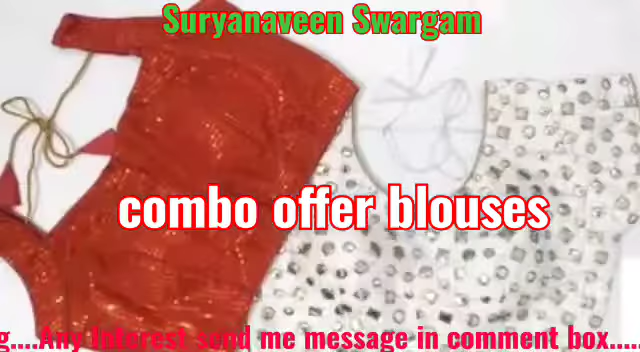 Suryanaveen Swargam
combo offer blouses
g....Any Interest send me message in comment box.....